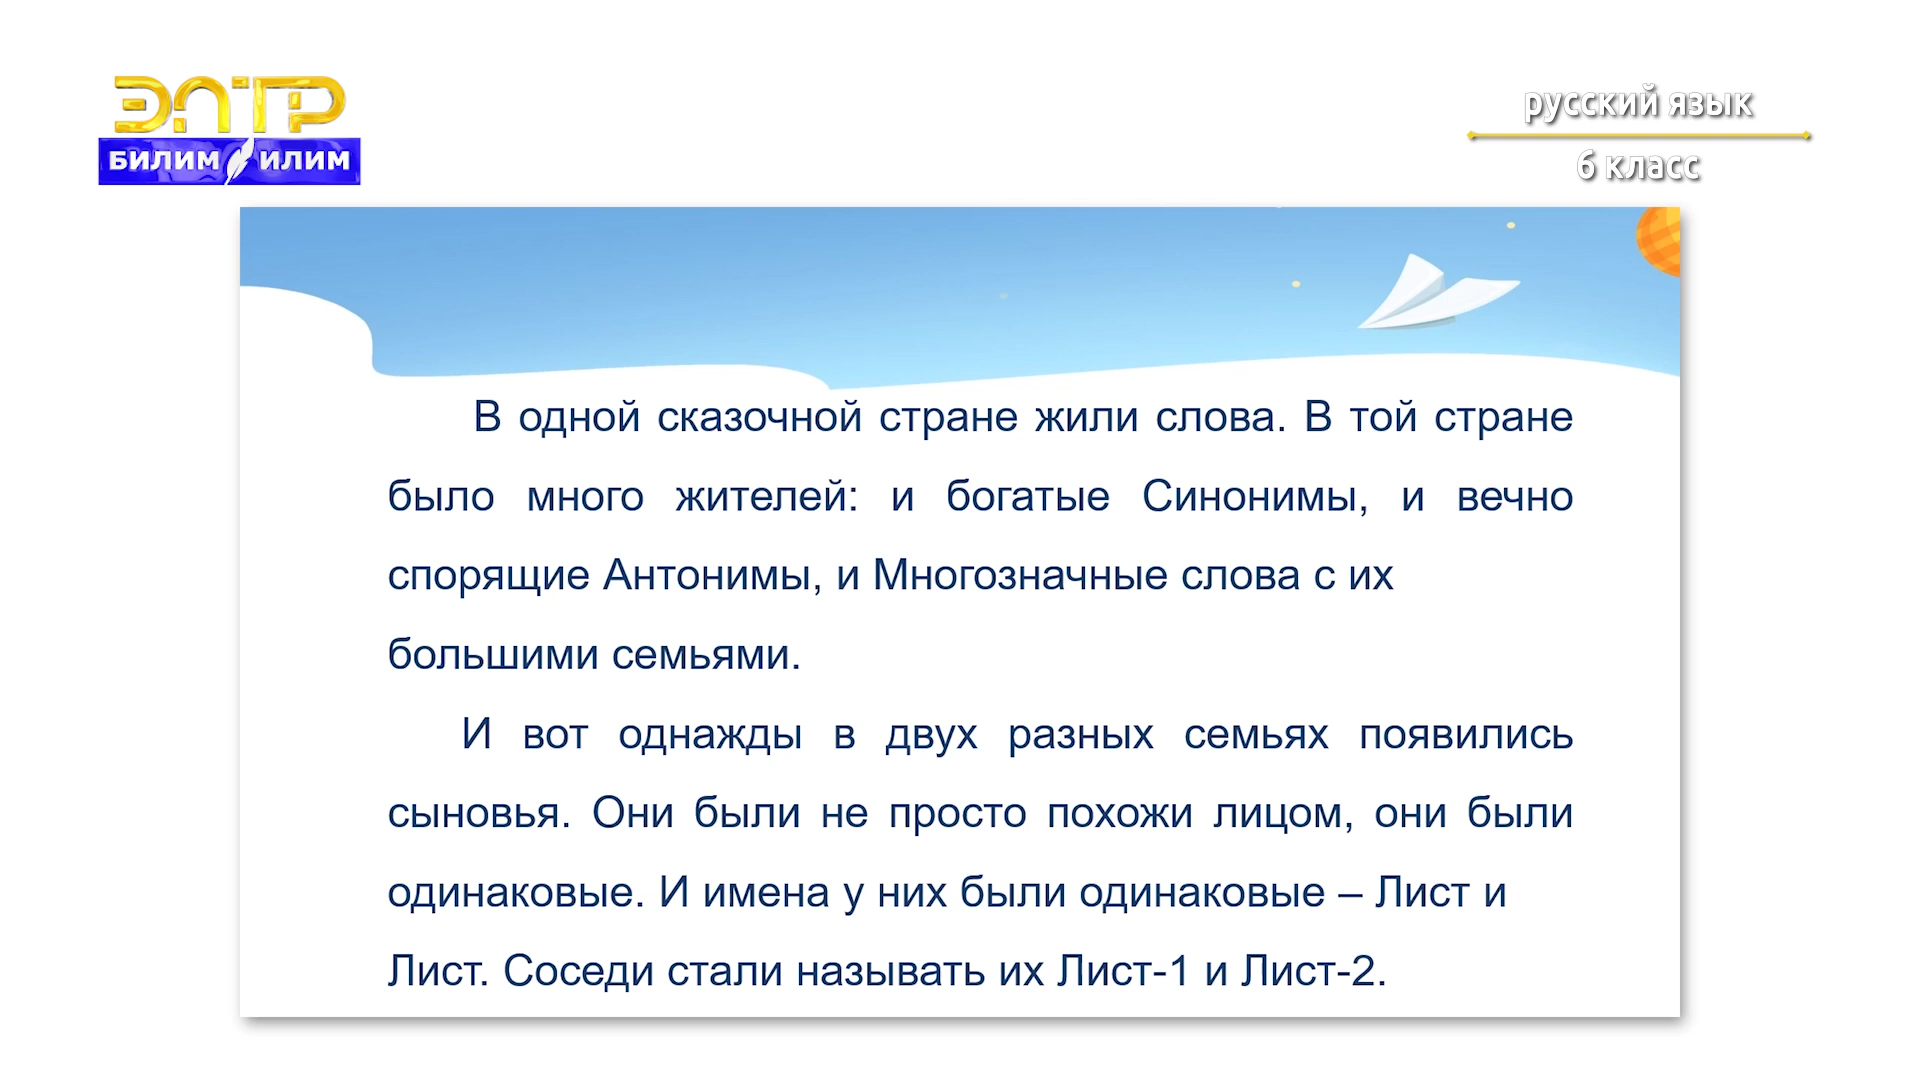 ЭЛТР
БИЛИМ ИЛИМ
русский язык
6 класс
В одной сказочной стране жили слова. В той стране
было много жителей: и богатые Синонимы, и вечно
спорящие Антонимы, и Многозначные слова с их
большими семьями.
И вот однажды в двух разных семьях появились
сыновья. Они были не просто похожи лицом, они были
одинаковые. И имена у них были одинаковые – Лист и
Лист. Соседи стали называть их Лист-1 и Лист-2.